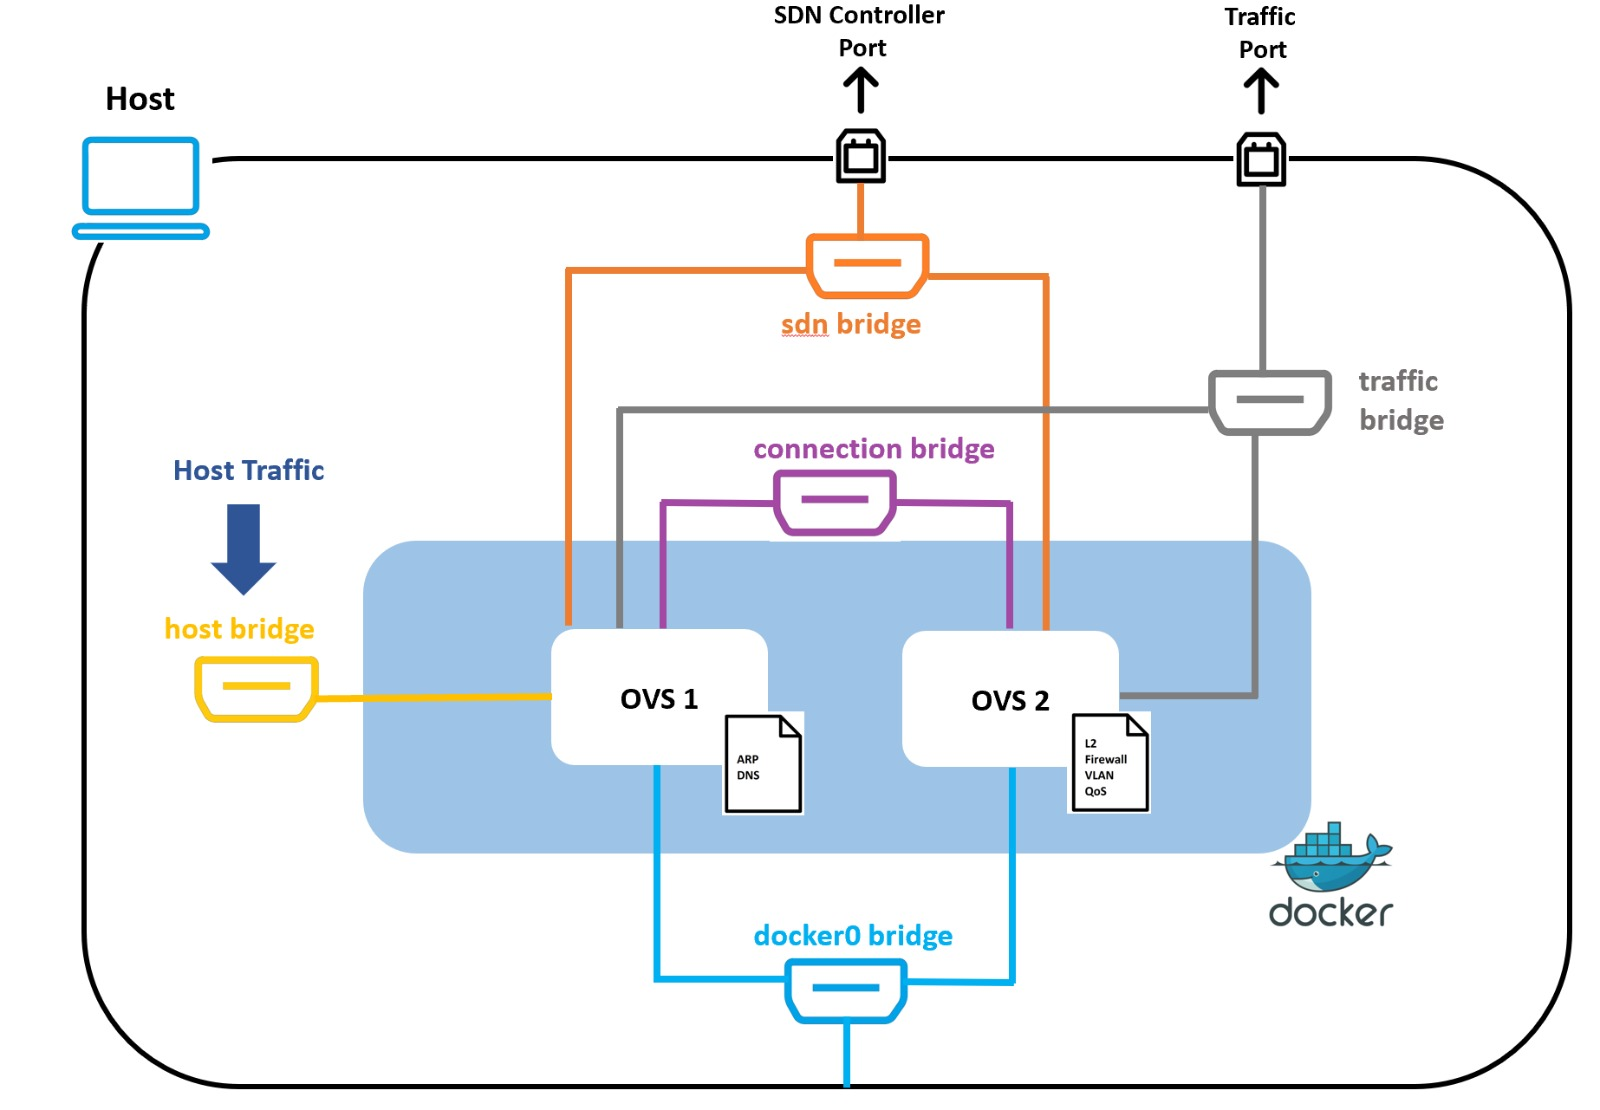 SDN Controller
Port
Traffic
Port
Host
sdn bridge
traffic
bridge
connection bridge
Host Traffic
host bridge
OVS 1
OVS 2
ARP
DNS
L2
Firewall
VLAN
QoS
docker
docker0 bridge